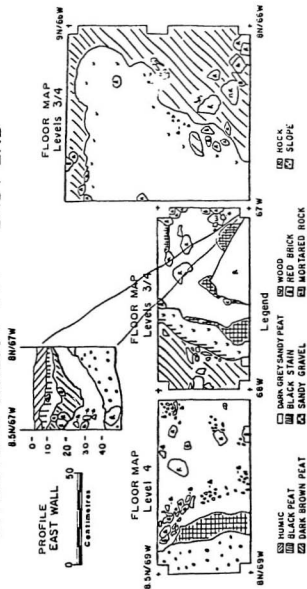 PROFILE
EAST WALL
8.5N/67W
8N/67W
0-
10-
20-
30-
40-
0 50
Centimetres
FLOOR MAP
Level 4
8.5N/69W
8N/69W
FLOOR MAP
Levels 3/4
68W
67W
FLOOR MAP
Levels 3/4
9N/66W
8N/66W
Legend
HUMIC
BLACK PEAT
DARK BROWN PEAT
DARK GREY SANDY PEAT
BLACK STAIN
SANDY GRAVEL
WOOD
RED BRICK
MORTARED ROCK
ROCK
SLOPE